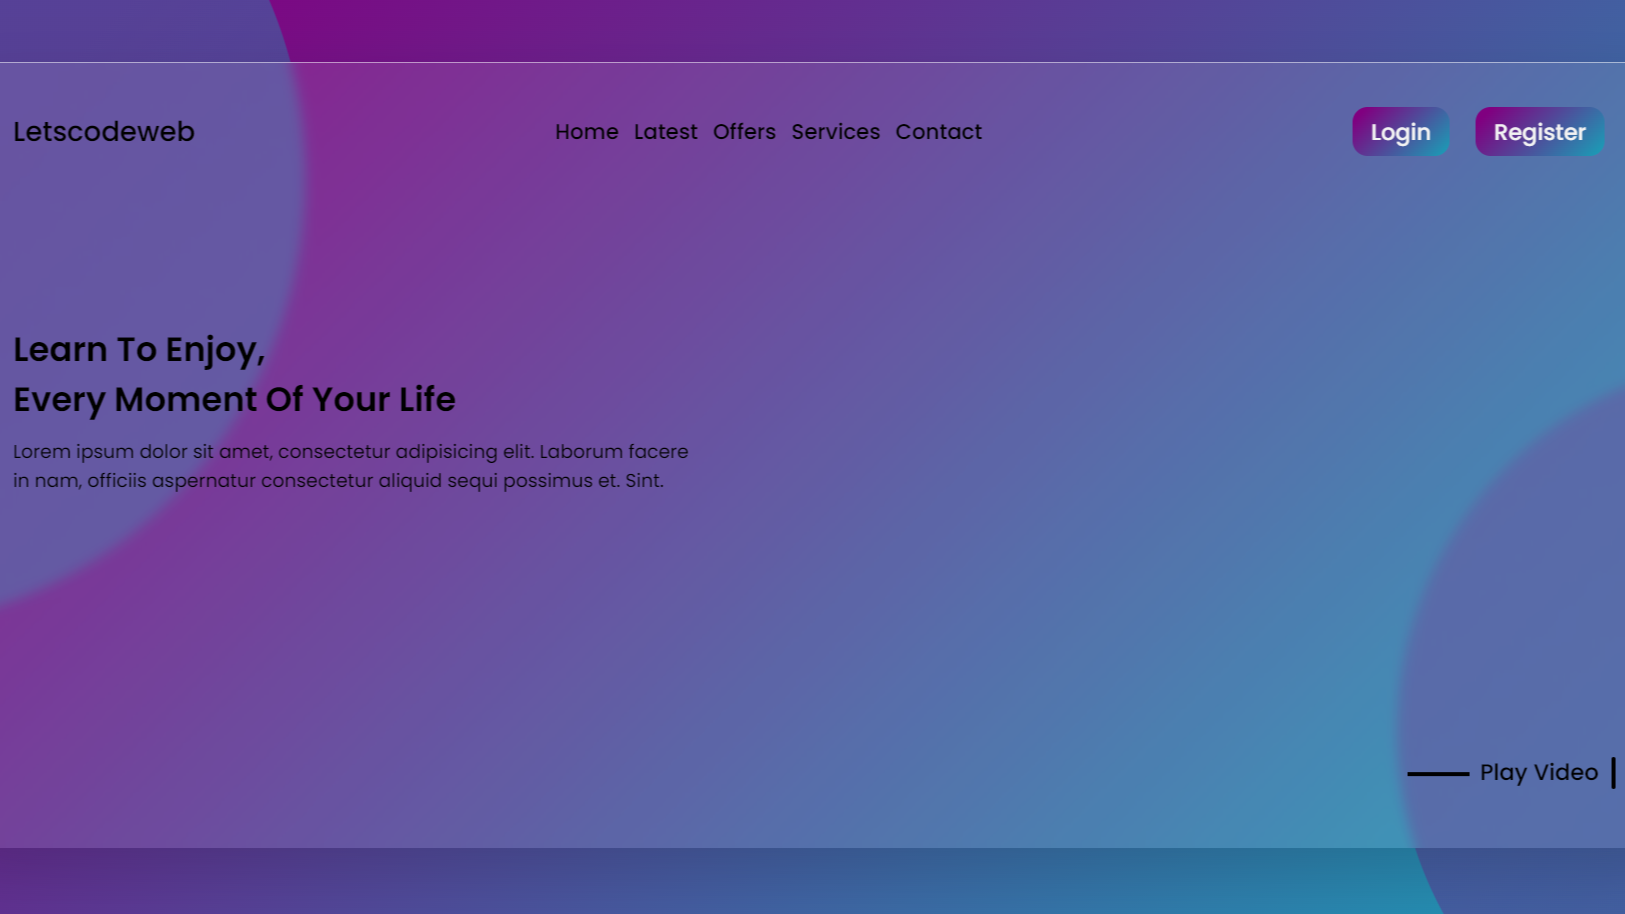 Letscodeweb
Home Latest Offers Services Contact
Login
Register
Learn To Enjoy,
Every Moment Of Your Life
Lorem ipsum dolor sit amet, consectetur adipisicing elit. Laborum facere
in nam, officiis aspernatur consectetur aliquid sequi possimus et. Sint.
Play Video